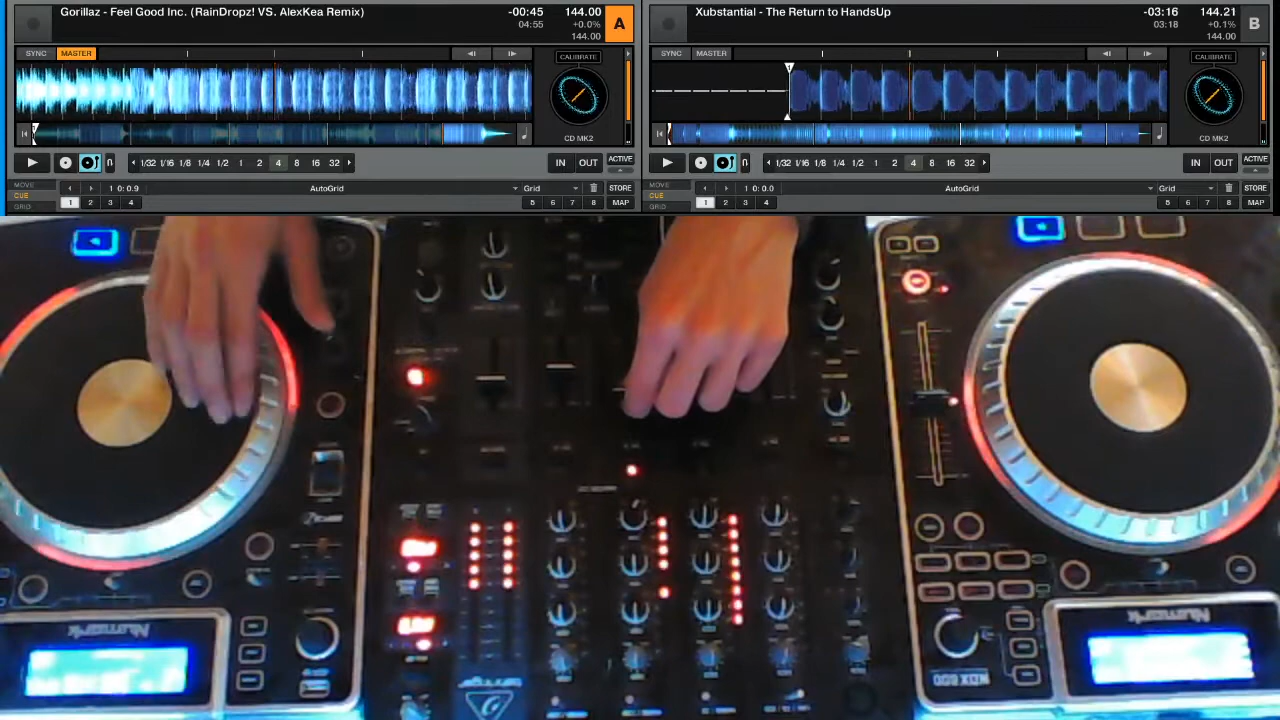 Gorillaz - Feel Good Inc. (RainDropz! VS. AlexKea Remix)
-00:45
144.00
04:55
+0.0%
144.00
A
SYNC
MASTER
CALIBRATE
CD MK2
1/32 1/16 1/8 1/4 1/2 1 2 4 8 16 32
IN
OUT
ACTIVE
MOVE
CUE
GRID
1 0:0.9
AutoGrid
Grid
STORE
1 2 3 4
5 6 7 8
MAP
Xubstantial - The Return to HandsUp
-03:16
144.21
03:18
+0.1%
144.00
B
SYNC
MASTER
1
CALIBRATE
CD MK2
1/32 1/16 1/8 1/4 1/2 1 2 4 8 16 32
IN
OUT
ACTIVE
MOVE
CUE
GRID
1 0:0.0
AutoGrid
Grid
STORE
1 2 3 4
5 6 7 8
MAP
Numark
Numark
NDX600